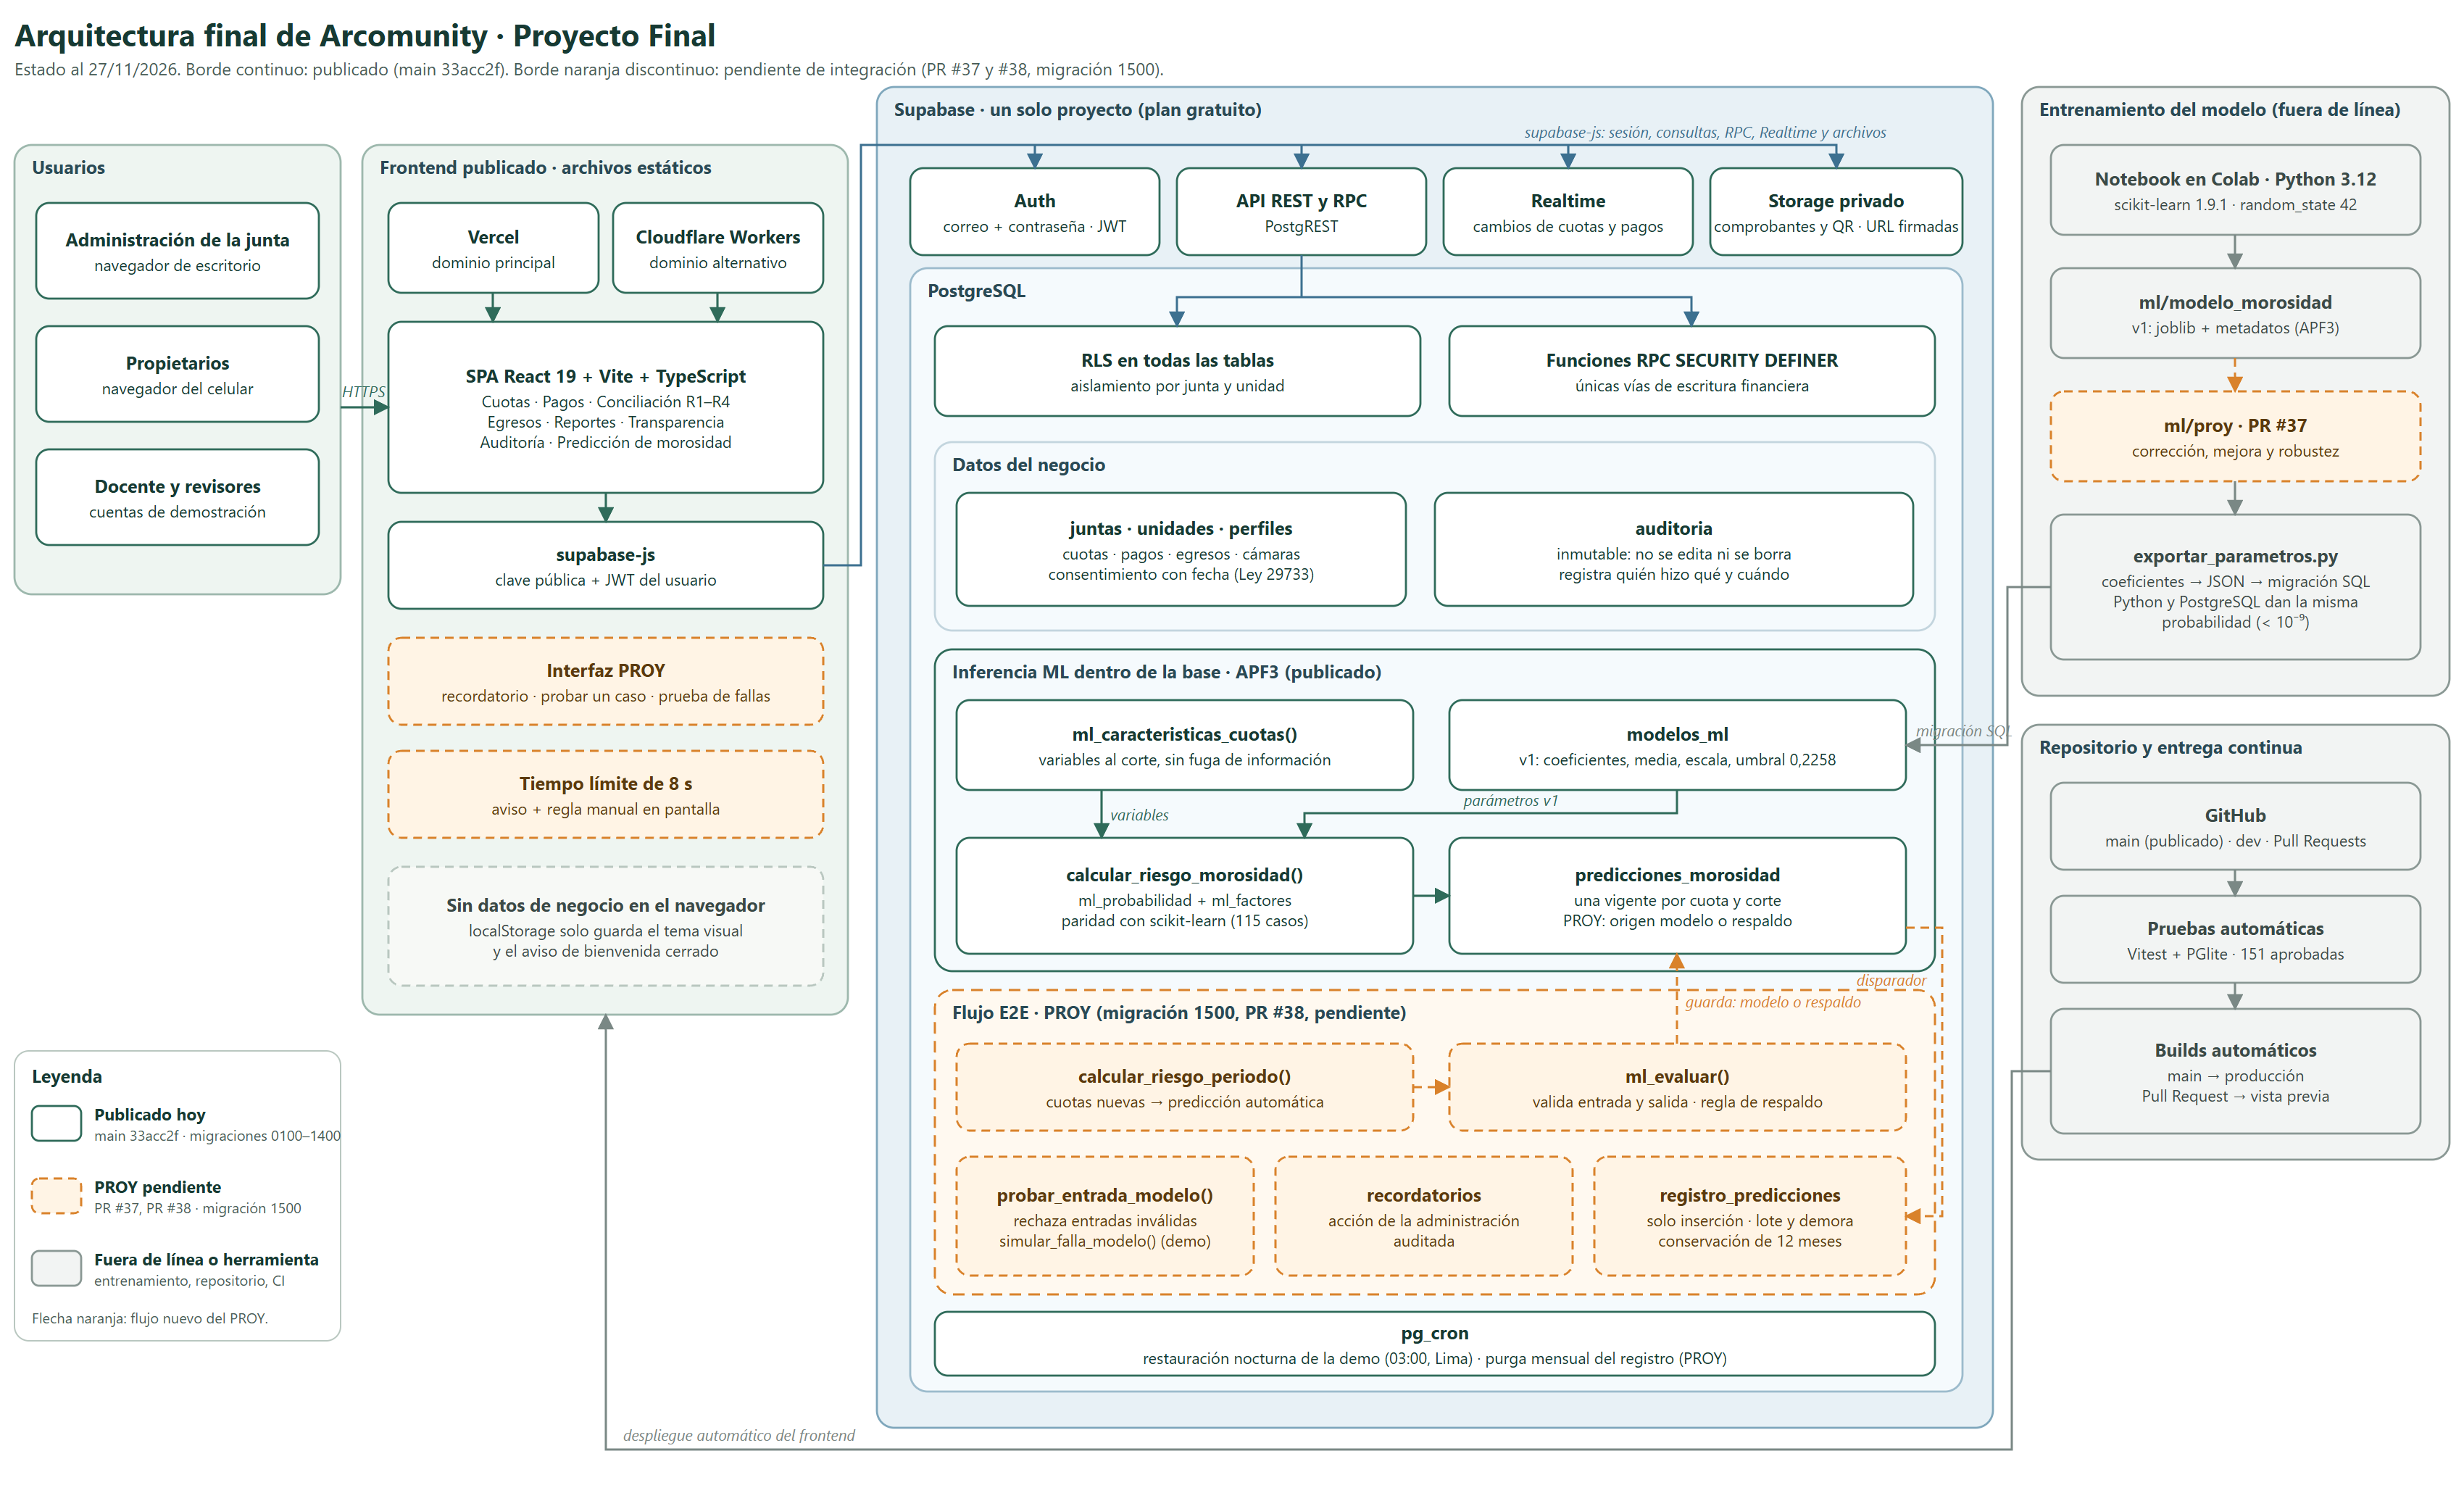 Arquitectura final de Arcomunity · Proyecto Final
Estado al 27/11/2026. Borde continuo: publicado (main 33acc2f). Borde naranja discontinuo: pendiente de integración (PR #37 y #38, migración 1500).
Usuarios
Administración de la junta
navegador de escritorio
Propietarios
navegador del celular
Docente y revisores
cuentas de demostración
HTTPS
Frontend publicado · archivos estáticos
Vercel
dominio principal
Cloudflare Workers
dominio alternativo
SPA React 19 + Vite + TypeScript
Cuotas · Pagos · Conciliación R1–R4
Egresos · Reportes · Transparencia
Auditoría · Predicción de morosidad
supabase-js
clave pública + JWT del usuario
Interfaz PROY
recordatorio · probar un caso · prueba de fallas
Tiempo límite de 8 s
aviso + regla manual en pantalla
Sin datos de negocio en el navegador
localStorage solo guarda el tema visual
y el aviso de bienvenida cerrado
Leyenda
Publicado hoy
main 33acc2f · migraciones 0100–1400
PROY pendiente
PR #37, PR #38 · migración 1500
Fuera de línea o herramienta
entrenamiento, repositorio, CI
Flecha naranja: flujo nuevo del PROY.
despliegue automático del frontend
Supabase · un solo proyecto (plan gratuito)
supabase-js: sesión, consultas, RPC, Realtime y archivos
Auth
correo + contraseña · JWT
API REST y RPC
PostgREST
Realtime
cambios de cuotas y pagos
Storage privado
comprobantes y QR · URL firmadas
PostgreSQL
RLS en todas las tablas
aislamiento por junta y unidad
Funciones RPC SECURITY DEFINER
únicas vías de escritura financiera
Datos del negocio
juntas · unidades · perfiles
cuotas · pagos · egresos · cámaras
consentimiento con fecha (Ley 29733)
auditoria
inmutable: no se edita ni se borra
registra quién hizo qué y cuándo
Inferencia ML dentro de la base · APF3 (publicado)
ml_caracteristicas_cuotas()
variables al corte, sin fuga de información
modelos_ml
v1: coeficientes, media, escala, umbral 0,2258
variables
parámetros v1
calcular_riesgo_morosidad()
ml_probabilidad + ml_factores
paridad con scikit-learn (115 casos)
predicciones_morosidad
una vigente por cuota y corte
PROY: origen modelo o respaldo
disparador
guarda: modelo o respaldo
Flujo E2E · PROY (migración 1500, PR #38, pendiente)
calcular_riesgo_periodo()
cuotas nuevas → predicción automática
ml_evaluar()
valida entrada y salida · regla de respaldo
probar_entrada_modelo()
rechaza entradas inválidas
simular_falla_modelo() (demo)
recordatorios
acción de la administración
auditada
registro_predicciones
solo inserción · lote y demora
conservación de 12 meses
pg_cron
restauración nocturna de la demo (03:00, Lima) · purga mensual del registro (PROY)
Entrenamiento del modelo (fuera de línea)
Notebook en Colab · Python 3.12
scikit-learn 1.9.1 · random_state 42
ml/modelo_morosidad
v1: joblib + metadatos (APF3)
ml/proy · PR #37
corrección, mejora y robustez
exportar_parametros.py
coeficientes → JSON → migración SQL
Python y PostgreSQL dan la misma
probabilidad (< 10⁻⁹)
migración SQL
Repositorio y entrega continua
GitHub
main (publicado) · dev · Pull Requests
Pruebas automáticas
Vitest + PGlite · 151 aprobadas
Builds automáticos
main → producción
Pull Request → vista previa